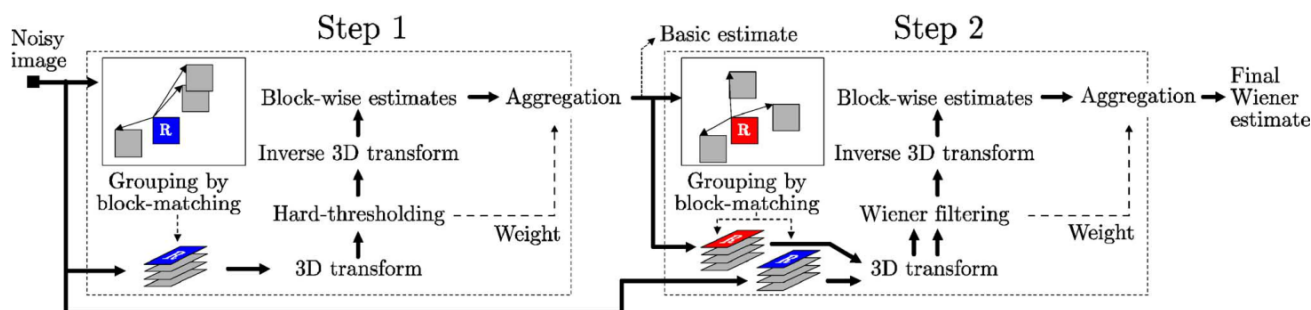 Step 1
Step 2
Noisy
image
R
Grouping by
block-matching
R
3D transform
Hard-thresholding
Inverse 3D transform
Block-wise estimates
Aggregation
Weight
Basic estimate
R
Grouping by
block-matching
R
R
3D transform
Wiener filtering
Inverse 3D transform
Block-wise estimates
Aggregation
Weight
Final
Wiener
estimate